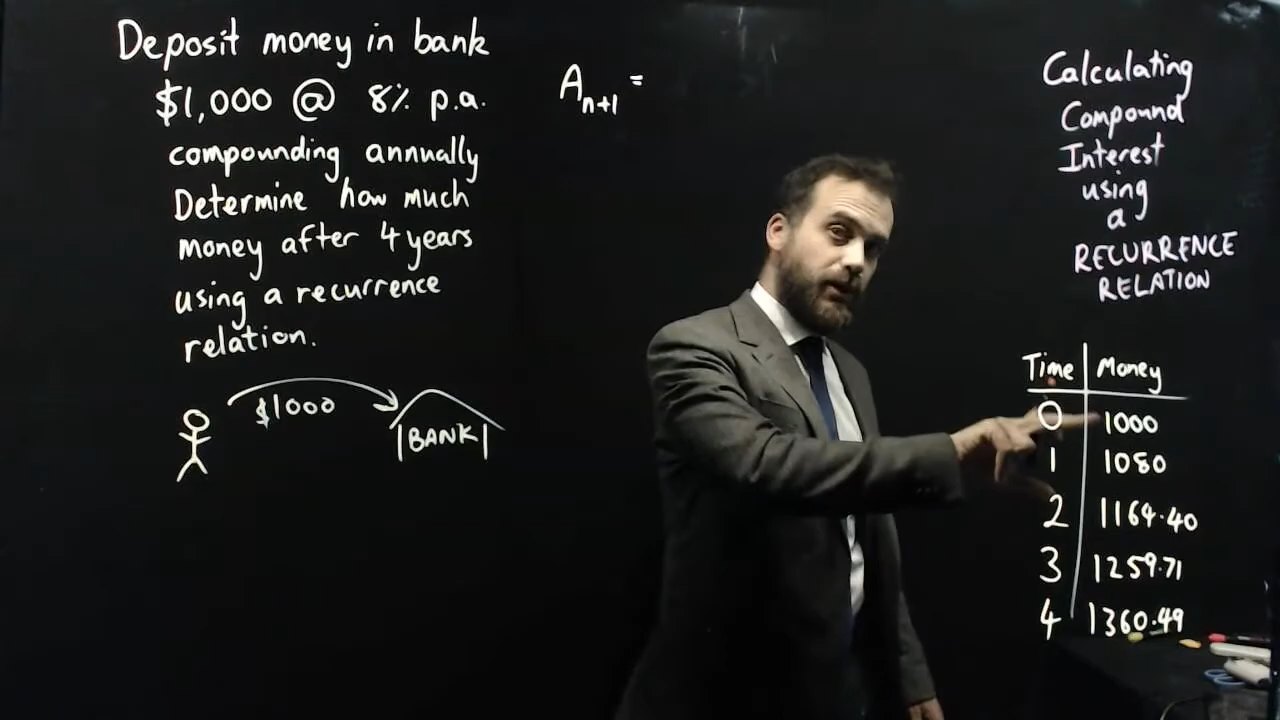 Deposit money in bank
$1,000 @ 8% p.a.
compounding annually
Determine how much
money after 4 years
using a recurrence
relation.
$1000
BANK
A_{n+1} =
Calculating
Compound
Interest
using
a
RECURRENCE
RELATION
Time Money
0 1000
1 1080
2 1164.40
3 1259.71
4 1360.49